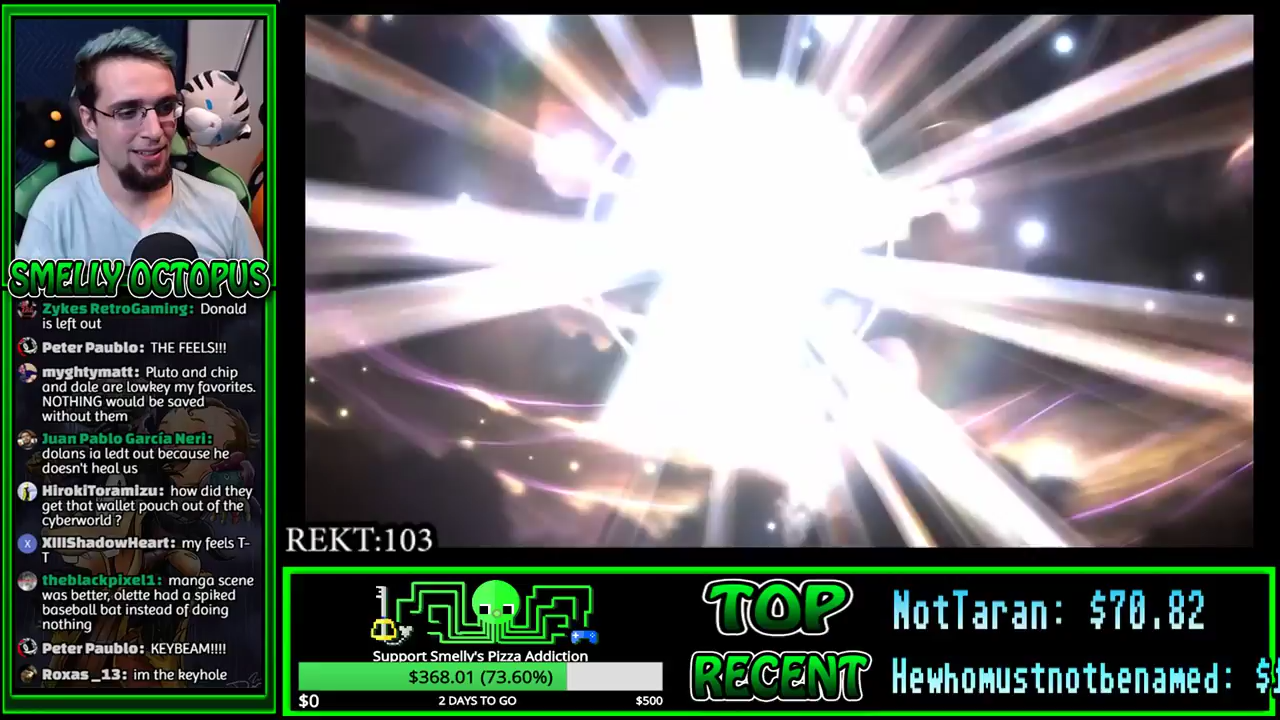 SMELLY OCTOPUS
Zykes RetroGaming: Donald
is left out
Peter Paublo: THE FEELS!!!
myghtymatt: Pluto and chip
and dale are lowkey my favorites.
NOTHING would be saved
without them
Juan Pablo García Neri:
dolans ia ledt out because he
doesn't heal us
HirokiToramizu: how did they
get that wallet pouch out of the
cyberworld ?
X XIIIShadowHeart: my feels T-
T
theblackpixel1: manga scene
was better, olette had a spiked
baseball bat instead of doing
nothing
Peter Paublo: KEYBEAM!!!!
Roxas_13: im the keyhole
REKT:103
Support Smelly's Pizza Addiction
$368.01 (73.60%)
$0 2 DAYS TO GO $500
TOP NotTaran: $70.82
RECENT Hewhomustnotbenamed: $